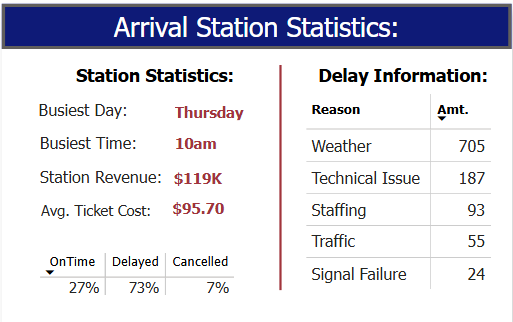 Arrival Station Statistics:
Station Statistics:
Busiest Day: Thursday
Busiest Time: 10am
Station Revenue: $119K
Avg. Ticket Cost: $95.70
OnTime Delayed Cancelled
27% 73% 7%
Delay Information:
Reason Amt.
Weather 705
Technical Issue 187
Staffing 93
Traffic 55
Signal Failure 24